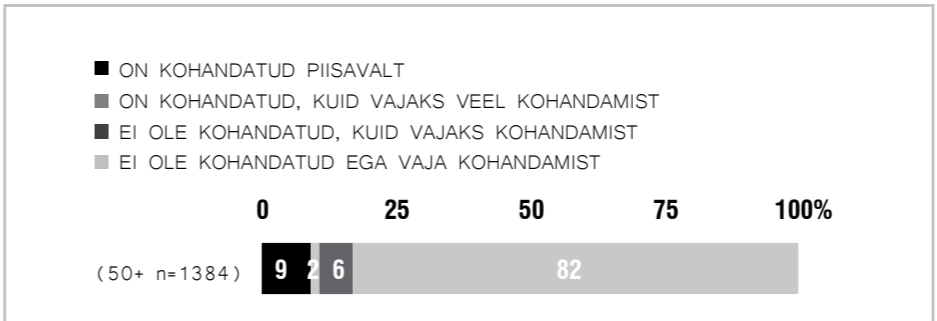 ON KOHANDATUD PIISAVALT
ON KOHANDATUD, KUID VAJAKS VEEL KOHANDAMIST
EI OLE KOHANDATUD, KUID VAJAKS KOHANDAMIST
EI OLE KOHANDATUD EGA VAJA KOHANDAMIST
0 25 50 75 100%
(50+ n=1384) 9 2 6 82